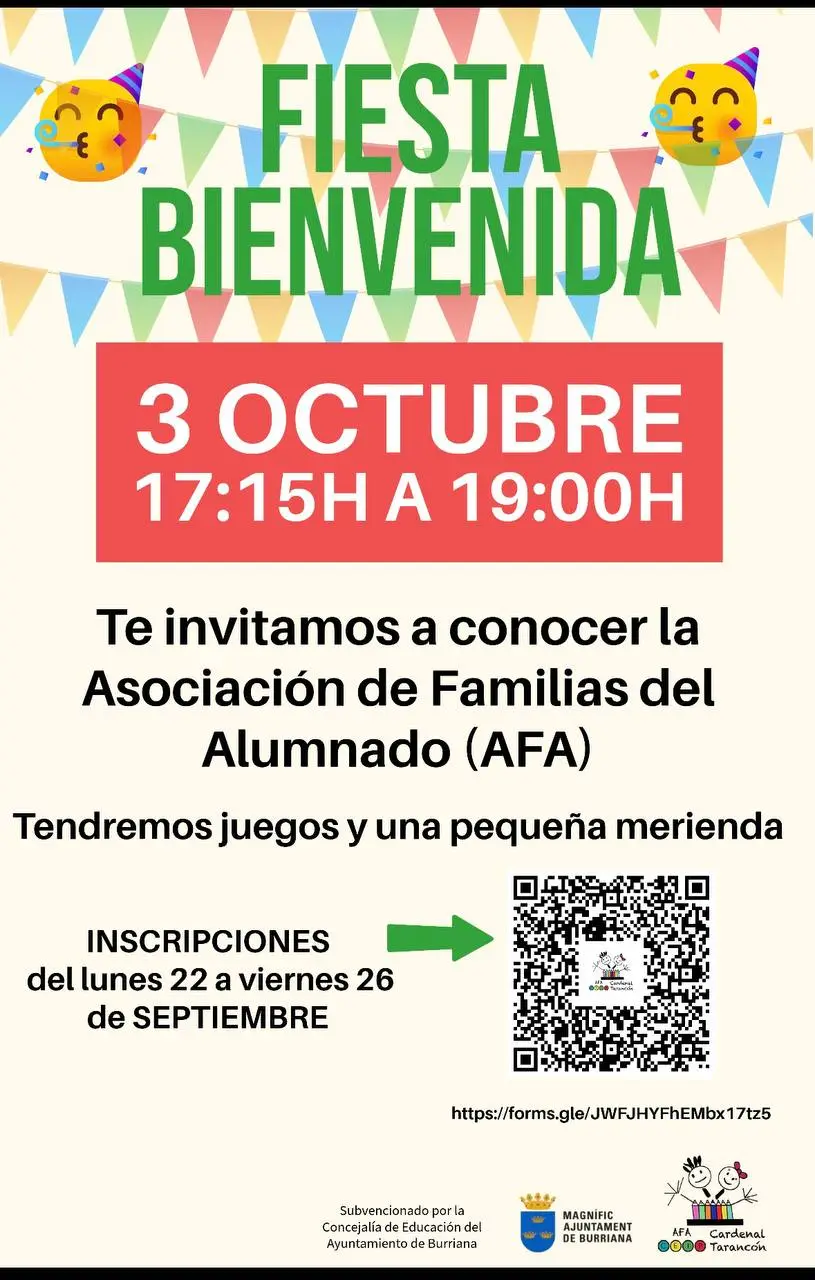 FIESTA
BIENVENIDA
3 OCTUBRE
17:15H A 19:00H
Te invitamos a conocer la
Asociación de Familias del
Alumnado (AFA)
Tendremos juegos y una pequeña merienda
INSCRIPCIONES
del lunes 22 a viernes 26
de SEPTIEMBRE
AFA Cardenal
CEIP Tarancón
https://forms.gle/JWFJHYFhEMbx17tz5
Subvencionado por la
Concejalía de Educación del
Ayuntamiento de Burriana
MAGNÍFIC
AJUNTAMENT
DE BURRIANA
AFA Cardenal
CEIP Tarancón